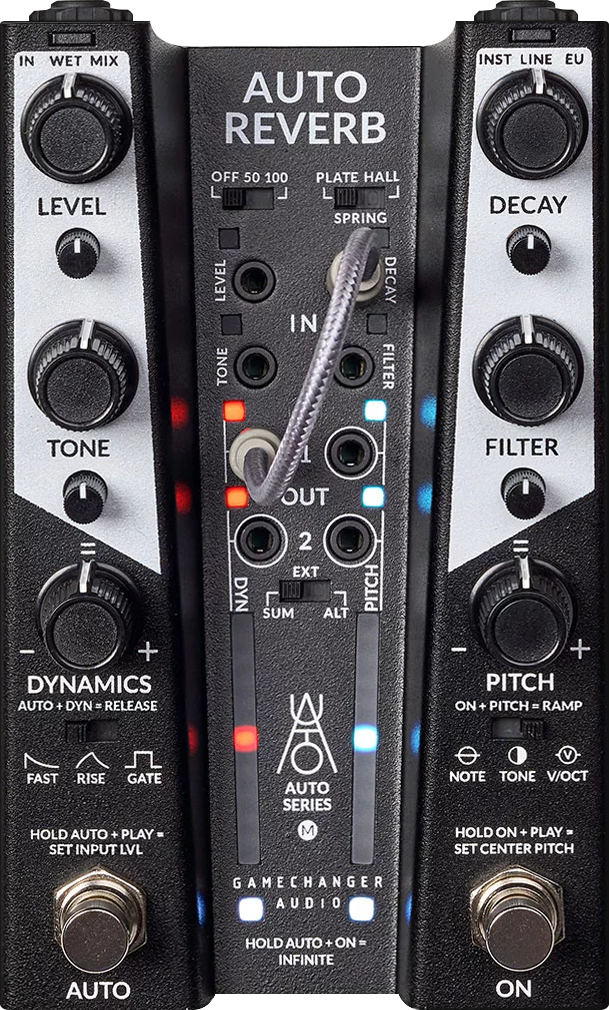 IN WET MIX
LEVEL
TONE
=
DYNAMICS
- +
AUTO + DYN = RELEASE
FAST RISE GATE
HOLD AUTO + PLAY =
SET INPUT LVL
AUTO
AUTO
REVERB
OFF 50 100
PLATE HALL
SPRING
LEVEL
DECAY
IN
TONE
FILTER
1
OUT
2
EXT
SUM ALT
DYN
PITCH
AUTO
AUTO
SERIES
M
GAMECHANGER
AUDIO
HOLD AUTO + ON =
INFINITE
INST LINE EU
DECAY
FILTER
=
- +
PITCH
ON + PITCH = RAMP
V
NOTE TONE V/OCT
HOLD ON + PLAY =
SET CENTER PITCH
ON